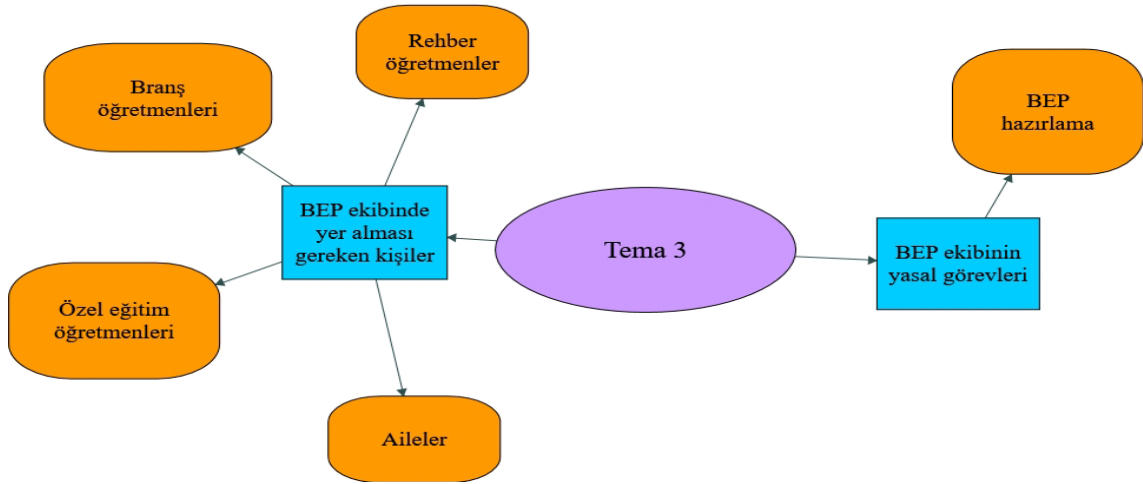 Rehber
öğretmenler
Branş
öğretmenleri
BEP
hazırlama
BEP ekibinde
yer alması
gereken kişiler
Tema 3
BEP ekibinin
yasal görevleri
Özel eğitim
öğretmenleri
Aileler